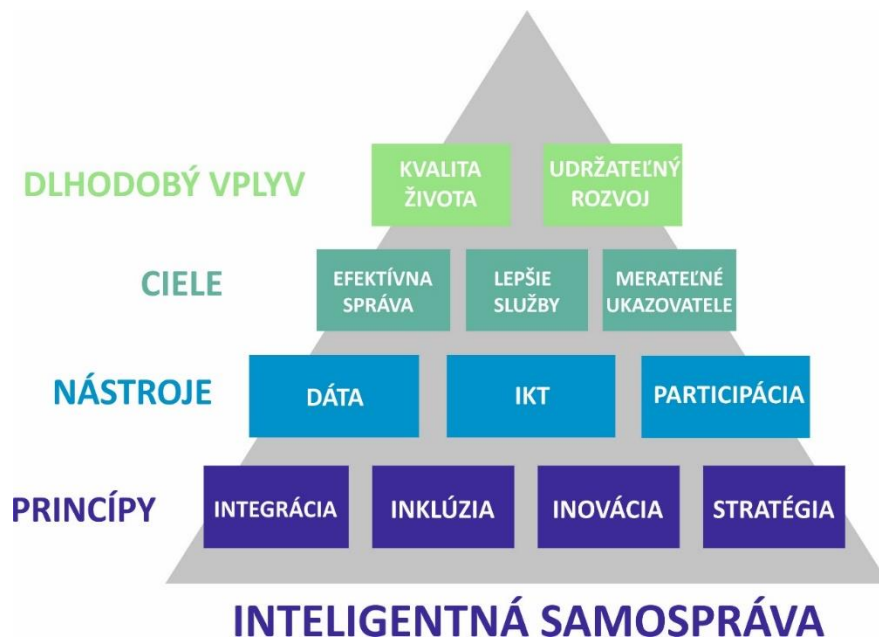 DLHODOBÝ VPLYV
KVALITA
ŽIVOTA
UDRŽATEĽNÝ
ROZVOJ
CIELE
EFEKTÍVNA
SPRÁVA
LEPŠIE
SLUŽBY
MERATEĽNÉ
UKAZOVATELE
NÁSTROJE
DÁTA
IKT
PARTICIPÁCIA
PRINCÍPY
INTEGRÁCIA
INKLÚZIA
INOVÁCIA
STRATÉGIA
INTELIGENTNÁ SAMOSPRÁVA